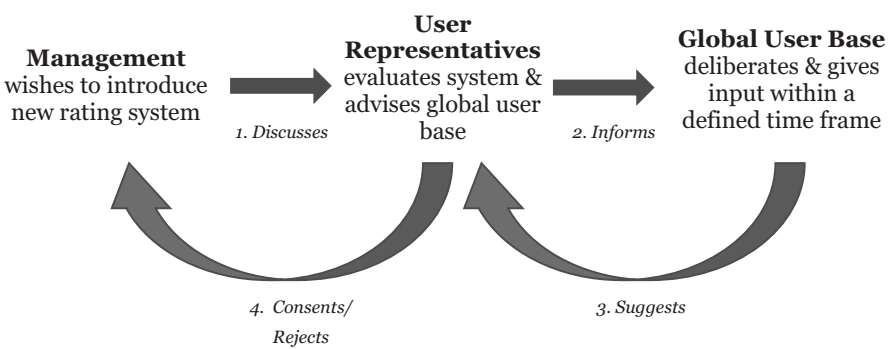 Management
wishes to introduce
new rating system
1. Discusses
User
Representatives
evaluates system &
advises global user
base
2. Informs
Global User Base
deliberates & gives
input within a
defined time frame
3. Suggests
4. Consents/
Rejects